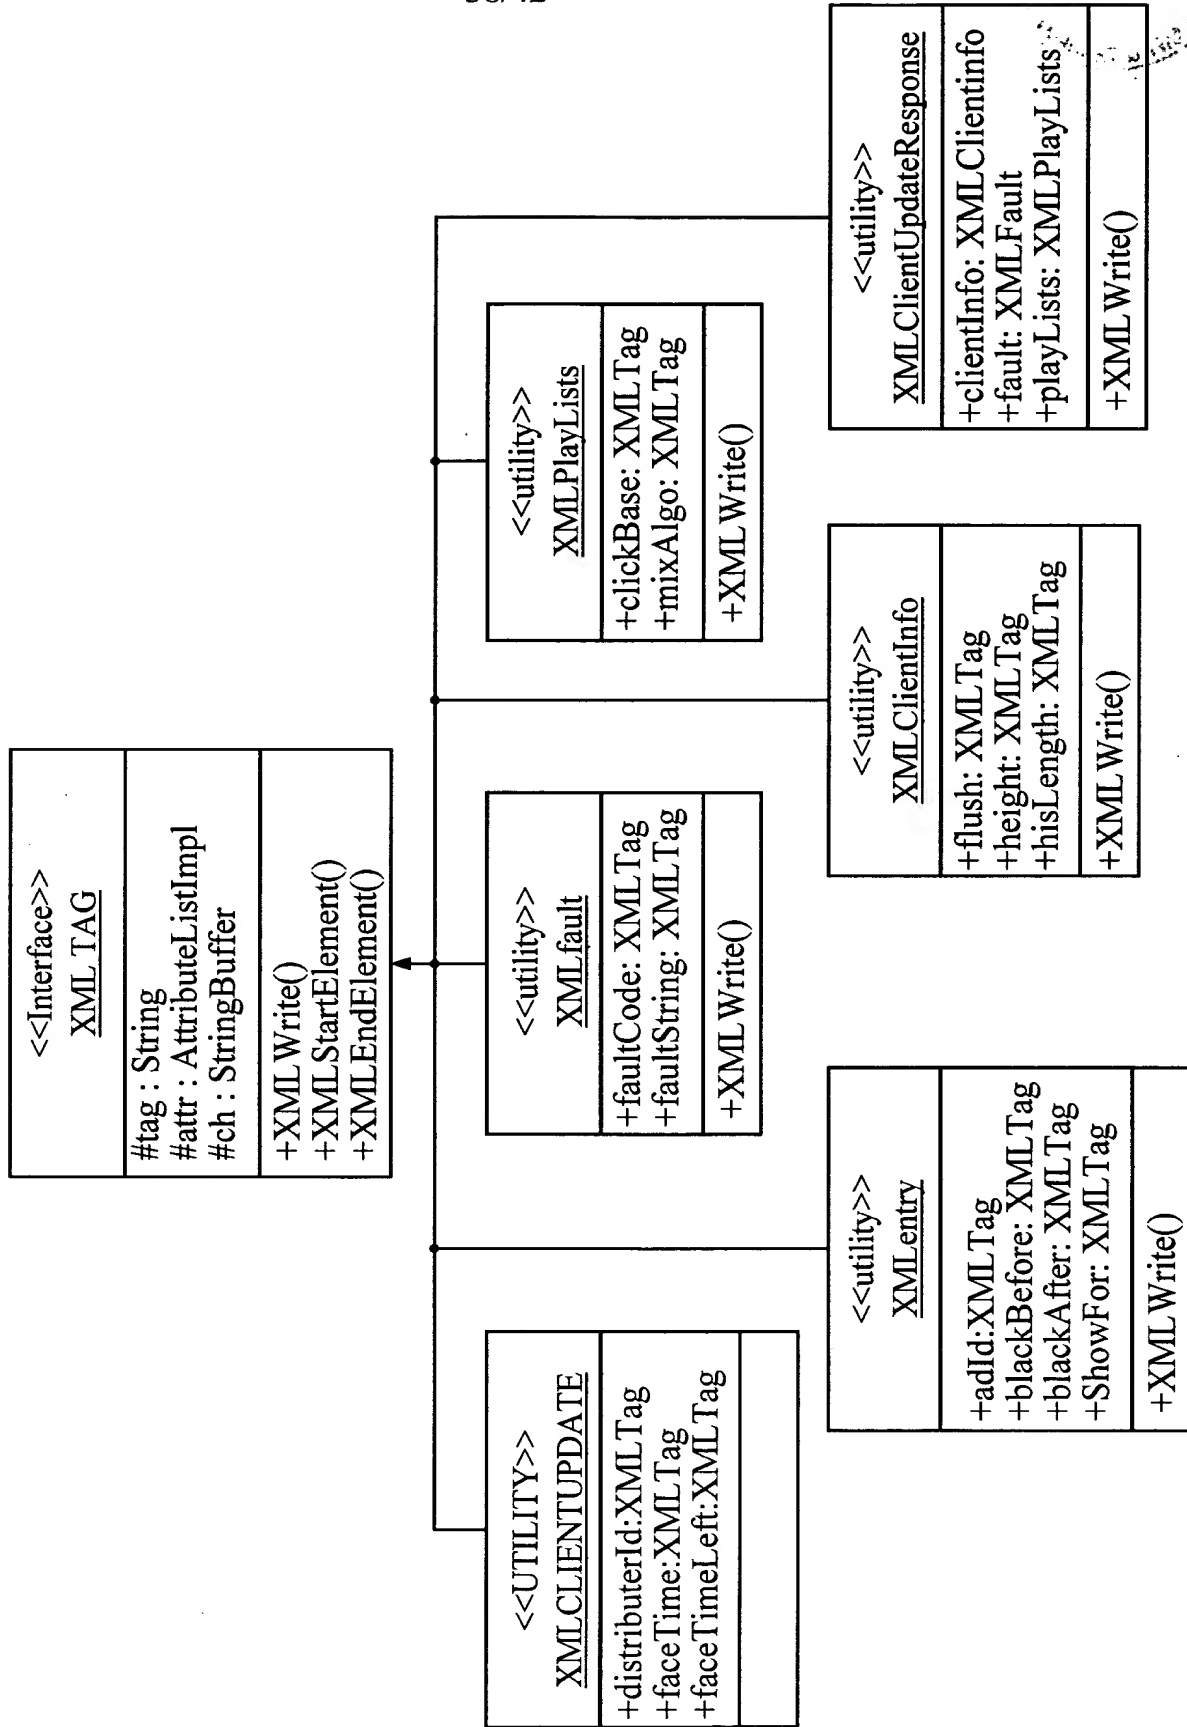 <<Interface>>
XML TAG
#tag : String
#attr : AttributeListImpl
#ch : StringBuffer
+XMLWrite()
+XMLStartElement()
+XMLEndElement()
<<UTILITY>>
XMLCLIENTUPDATE
+distributerId:XMLTag
+faceTime:XMLTag
+faceTimeLeft:XMLTag
<<utility>>
XMLfault
+faultCode: XMLTag
+faultString: XMLTag
+XMLWrite()
<<utility>>
XMLPlayLists
+clickBase: XMLTag
+mixAlgo: XMLTag
+XMLWrite()
<<utility>>
XMLentry
+adId:XMLTag
+blackBefore: XMLTag
+blackAfter: XMLTag
+ShowFor: XMLTag
+XMLWrite()
<<utility>>
XMLClientInfo
+flush: XMLTag
+height: XMLTag
+hisLength: XMLTag
+XMLWrite()
<<utility>>
XMLClientUpdateResponse
+clientInfo: XMLClientinfo
+fault: XMLFault
+playLists: XMLPlayLists
+XMLWrite()